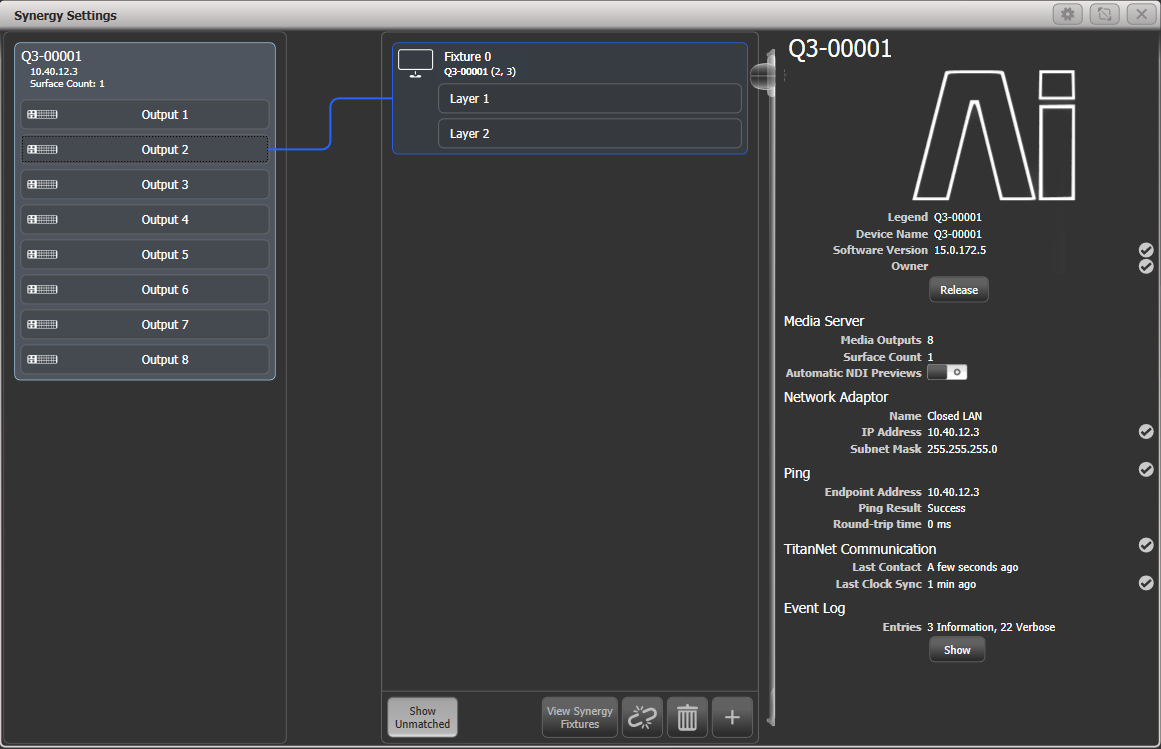 Synergy Settings
Q3-00001
10.40.12.3
Surface Count: 1
Output 1
Output 2
Output 3
Output 4
Output 5
Output 6
Output 7
Output 8
Fixture 0
Q3-00001 (2, 3)
Layer 1
Layer 2
Show
Unmatched
View Synergy
Fixtures
Q3-00001
Ai
Legend Q3-00001
Device Name Q3-00001
Software Version 15.0.172.5
Owner
Release
Media Server
Media Outputs 8
Surface Count 1
Automatic NDI Previews
Network Adaptor
Name Closed LAN
IP Address 10.40.12.3
Subnet Mask 255.255.255.0
Ping
Endpoint Address 10.40.12.3
Ping Result Success
Round-trip time 0 ms
TitanNet Communication
Last Contact A few seconds ago
Last Clock Sync 1 min ago
Event Log
Entries 3 Information, 22 Verbose
Show